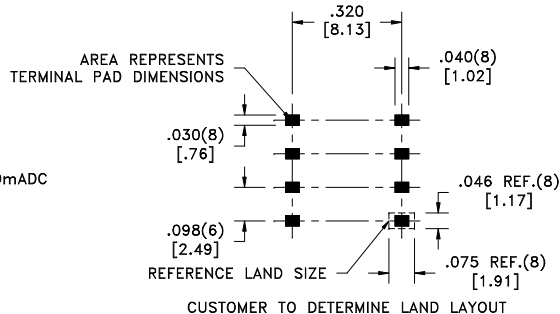 .320
[8.13]
AREA REPRESENTS
TERMINAL PAD DIMENSIONS
.040(8)
[1.02]
.030(8)
[.76]
mADC
.046 REF.(8)
[1.17]
.098(6)
[2.49]
REFERENCE LAND SIZE
.075 REF.(8)
[1.91]
CUSTOMER TO DETERMINE LAND LAYOUT